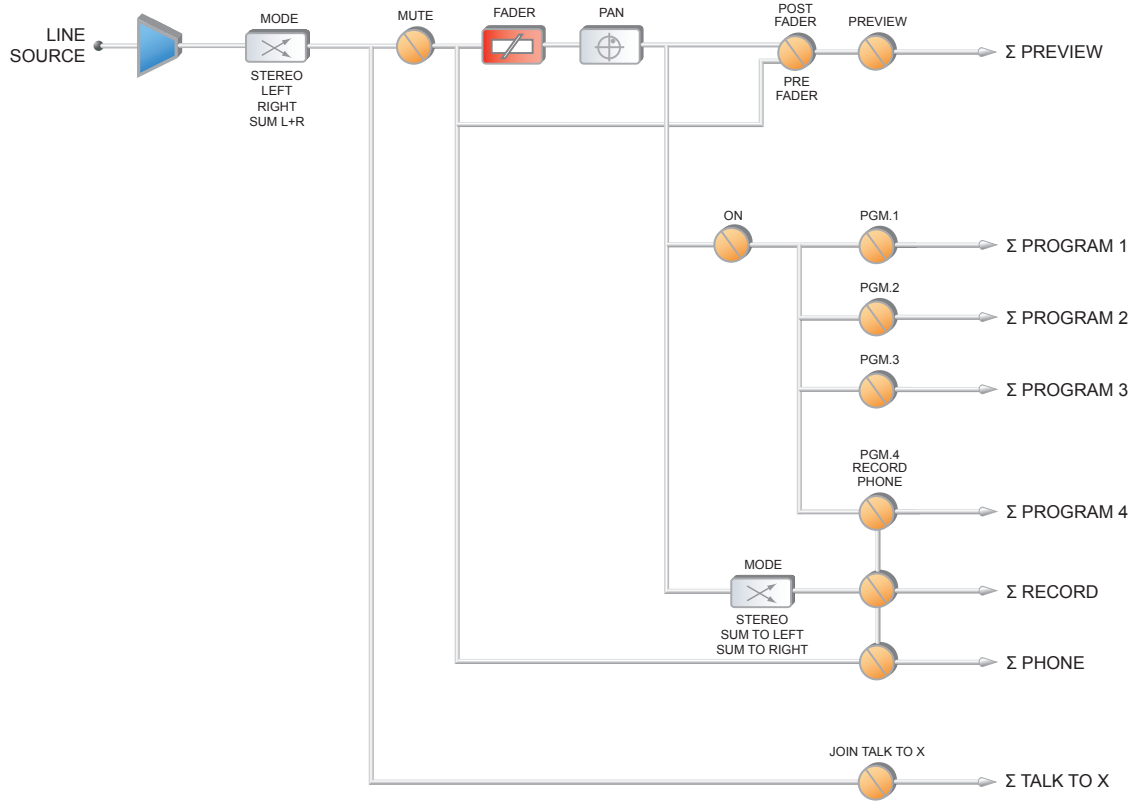 LINE
SOURCE
MODE
STEREO
LEFT
RIGHT
SUM L+R
MUTE
FADER
PAN
POST
FADER
PRE
FADER
PREVIEW
Σ PREVIEW
ON
PGM.1
Σ PROGRAM 1
PGM.2
Σ PROGRAM 2
PGM.3
Σ PROGRAM 3
PGM.4
RECORD
PHONE
Σ PROGRAM 4
MODE
STEREO
SUM TO LEFT
SUM TO RIGHT
Σ RECORD
Σ PHONE
JOIN TALK TO X
Σ TALK TO X